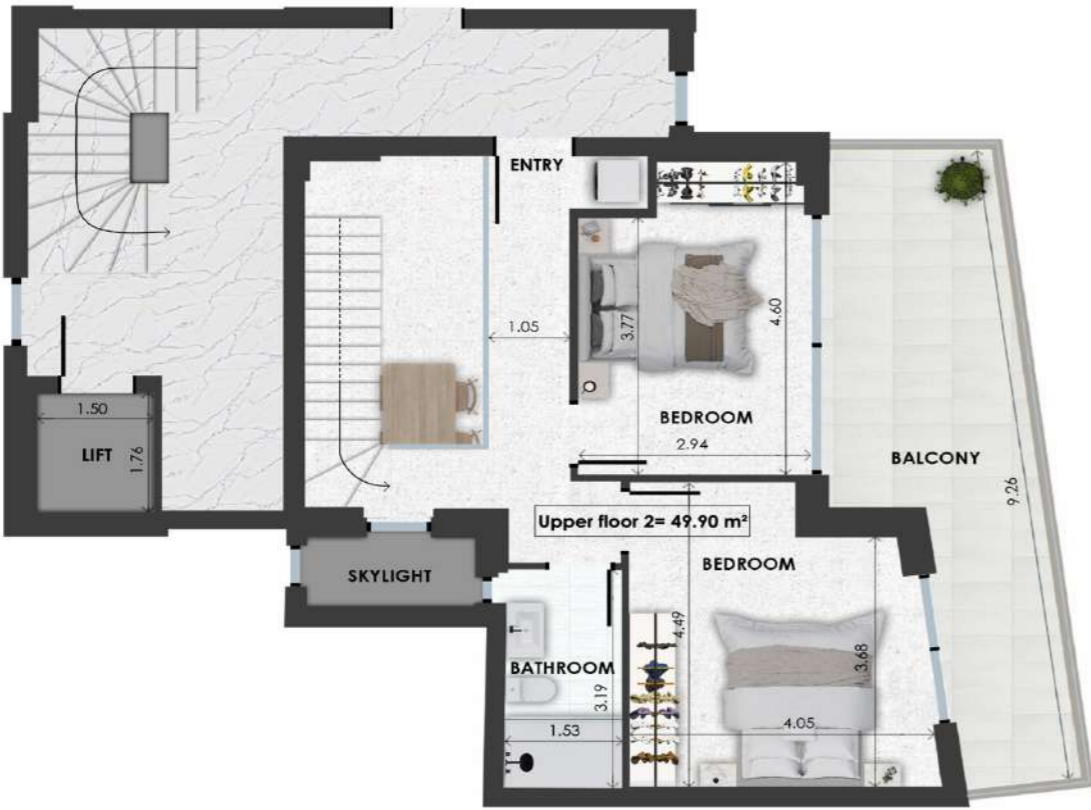 ENTRY
1.05
3.77
4.60
BEDROOM
2.94
1.50
LIFT
1.76
BALCONY
9.26
Upper floor 2= 49.90 m²
SKYLIGHT
BEDROOM
4.49
3.68
BATHROOM
3.19
1.53
4.05